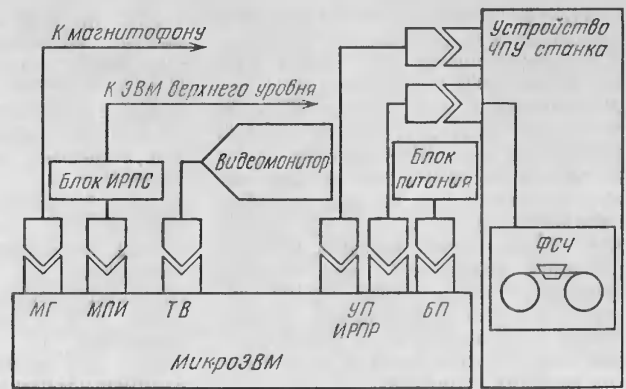 К магнитофону
Устройство
ЧПУ станка
К ЭВМ верхнего уровня
Видеомонитор
Блок
питания
Блок ИРПС
ФСЧ
МГ МПИ ТВ УП БП
ИРПР
МикроЭВМ